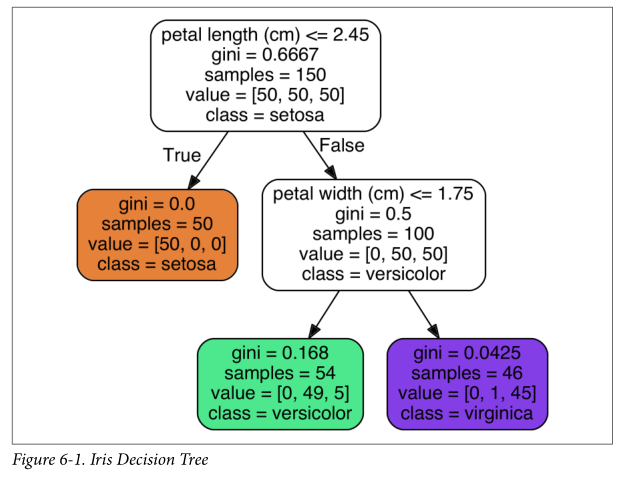 petal length (cm) <= 2.45
gini = 0.6667
samples = 150
value = [50, 50, 50]
class = setosa
True
False
gini = 0.0
samples = 50
value = [50, 0, 0]
class = setosa
petal width (cm) <= 1.75
gini = 0.5
samples = 100
value = [0, 50, 50]
class = versicolor
gini = 0.168
samples = 54
value = [0, 49, 5]
class = versicolor
gini = 0.0425
samples = 46
value = [0, 1, 45]
class = virginica
Figure 6-1. Iris Decision Tree